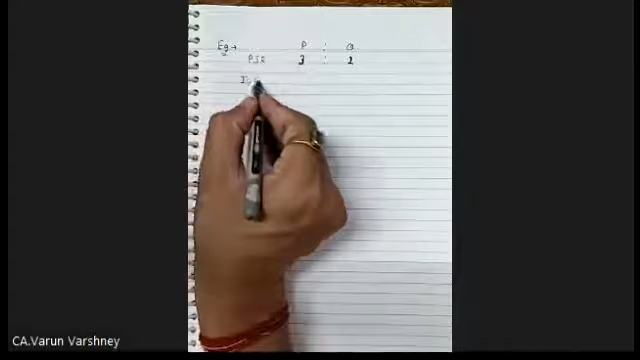 Eg→ P : Q
PSR 3 : 2
CA.Varun Varshney